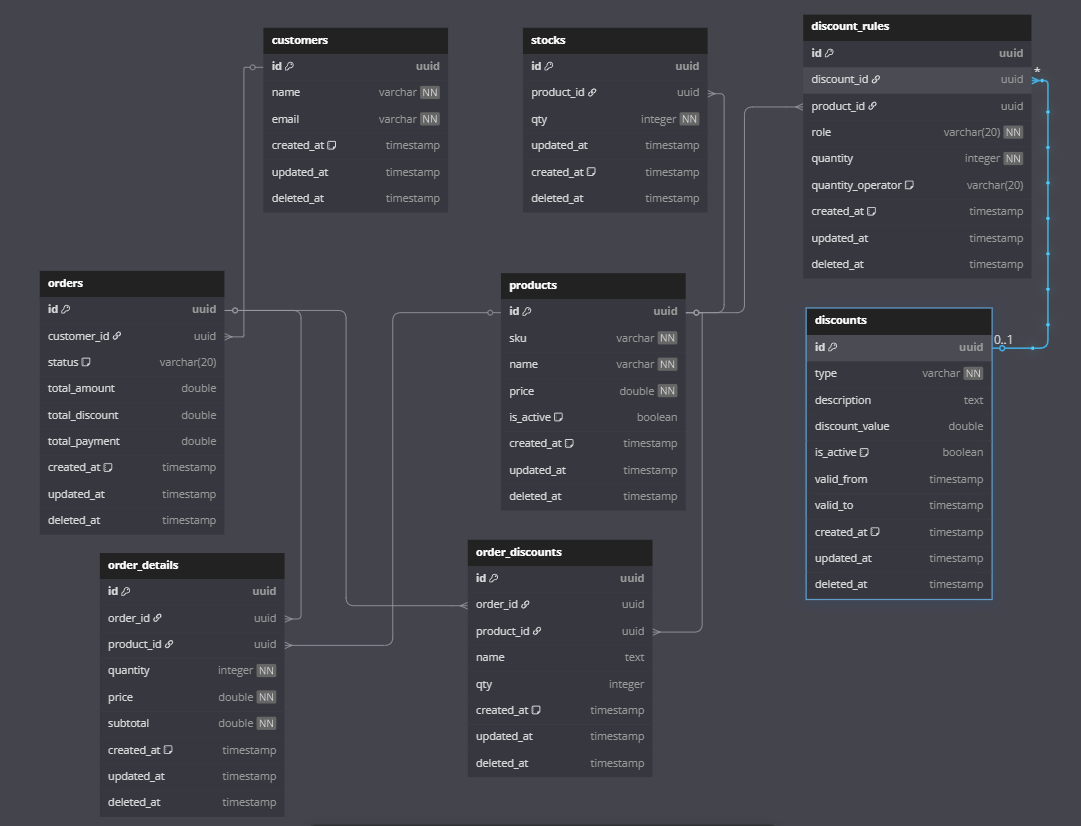 customers
id uuid
name varchar NN
email varchar NN
created_at timestamp
updated_at timestamp
deleted_at timestamp
stocks
id uuid
product_id uuid
qty integer NN
updated_at timestamp
created_at timestamp
deleted_at timestamp
discount_rules
id uuid
discount_id uuid
product_id uuid
role varchar(20) NN
quantity integer NN
quantity_operator varchar(20)
created_at timestamp
updated_at timestamp
deleted_at timestamp
*
orders
id uuid
customer_id uuid
status varchar(20)
total_amount double
total_discount double
total_payment double
created_at timestamp
updated_at timestamp
deleted_at timestamp
products
id uuid
sku varchar NN
name varchar NN
price double NN
is_active boolean
created_at timestamp
updated_at timestamp
deleted_at timestamp
discounts
id uuid
0..1
type varchar NN
description text
discount_value double
is_active boolean
valid_from timestamp
valid_to timestamp
created_at timestamp
updated_at timestamp
deleted_at timestamp
order_details
id uuid
order_id uuid
product_id uuid
quantity integer NN
price double NN
subtotal double NN
created_at timestamp
updated_at timestamp
deleted_at timestamp
order_discounts
id uuid
order_id uuid
product_id uuid
name text
qty integer
created_at timestamp
updated_at timestamp
deleted_at timestamp